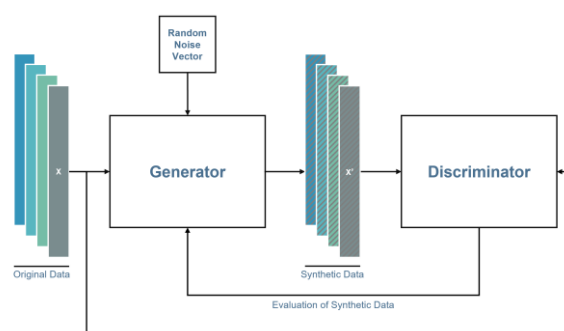 Random
Noise
Vector
X
Generator
X'
Discriminator
Original Data
Synthetic Data
Evaluation of Synthetic Data